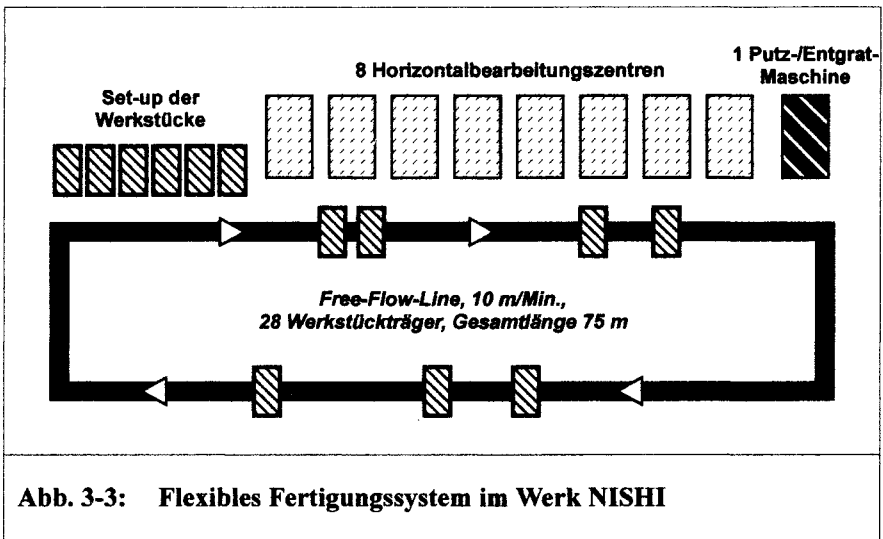 8 Horizontalbearbeitungszentren
1 Putz-/Entgrat-
Maschine
Set-up der
Werkstücke
Free-Flow-Line, 10 m/Min.,
28 Werkstückträger, Gesamtlänge 75 m
Abb. 3-3: Flexibles Fertigungssystem im Werk NISHI